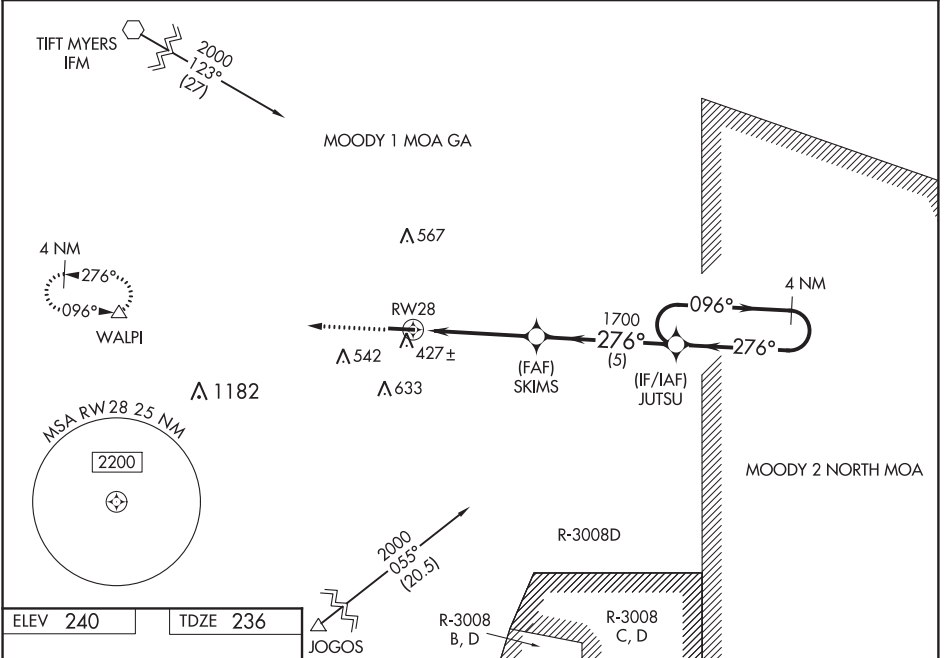 TIFT MYERS
IFM
2000
123°
(27)
MOODY 1 MOA GA
567
4 NM
276°
096°
WALPI
RW28
427±
542
633
1182
1700
276°
(5)
(FAF)
SKIMS
(IF/IAF)
JUTSU
096°
4 NM
276°
MSA RW 28 25 NM
2200
MOODY 2 NORTH MOA
2000
055°
(20.5)
JOGOS
R-3008D
R-3008
B, D
R-3008
C, D
ELEV 240
TDZE 236